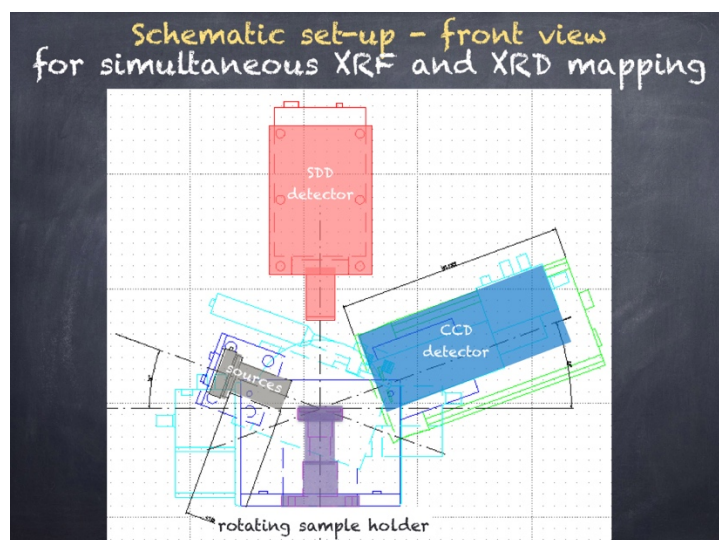 Schematic set-up - front view
for simultaneous XRF and XRD mapping
SDD
detector
CCD
detector
sources
rotating sample holder